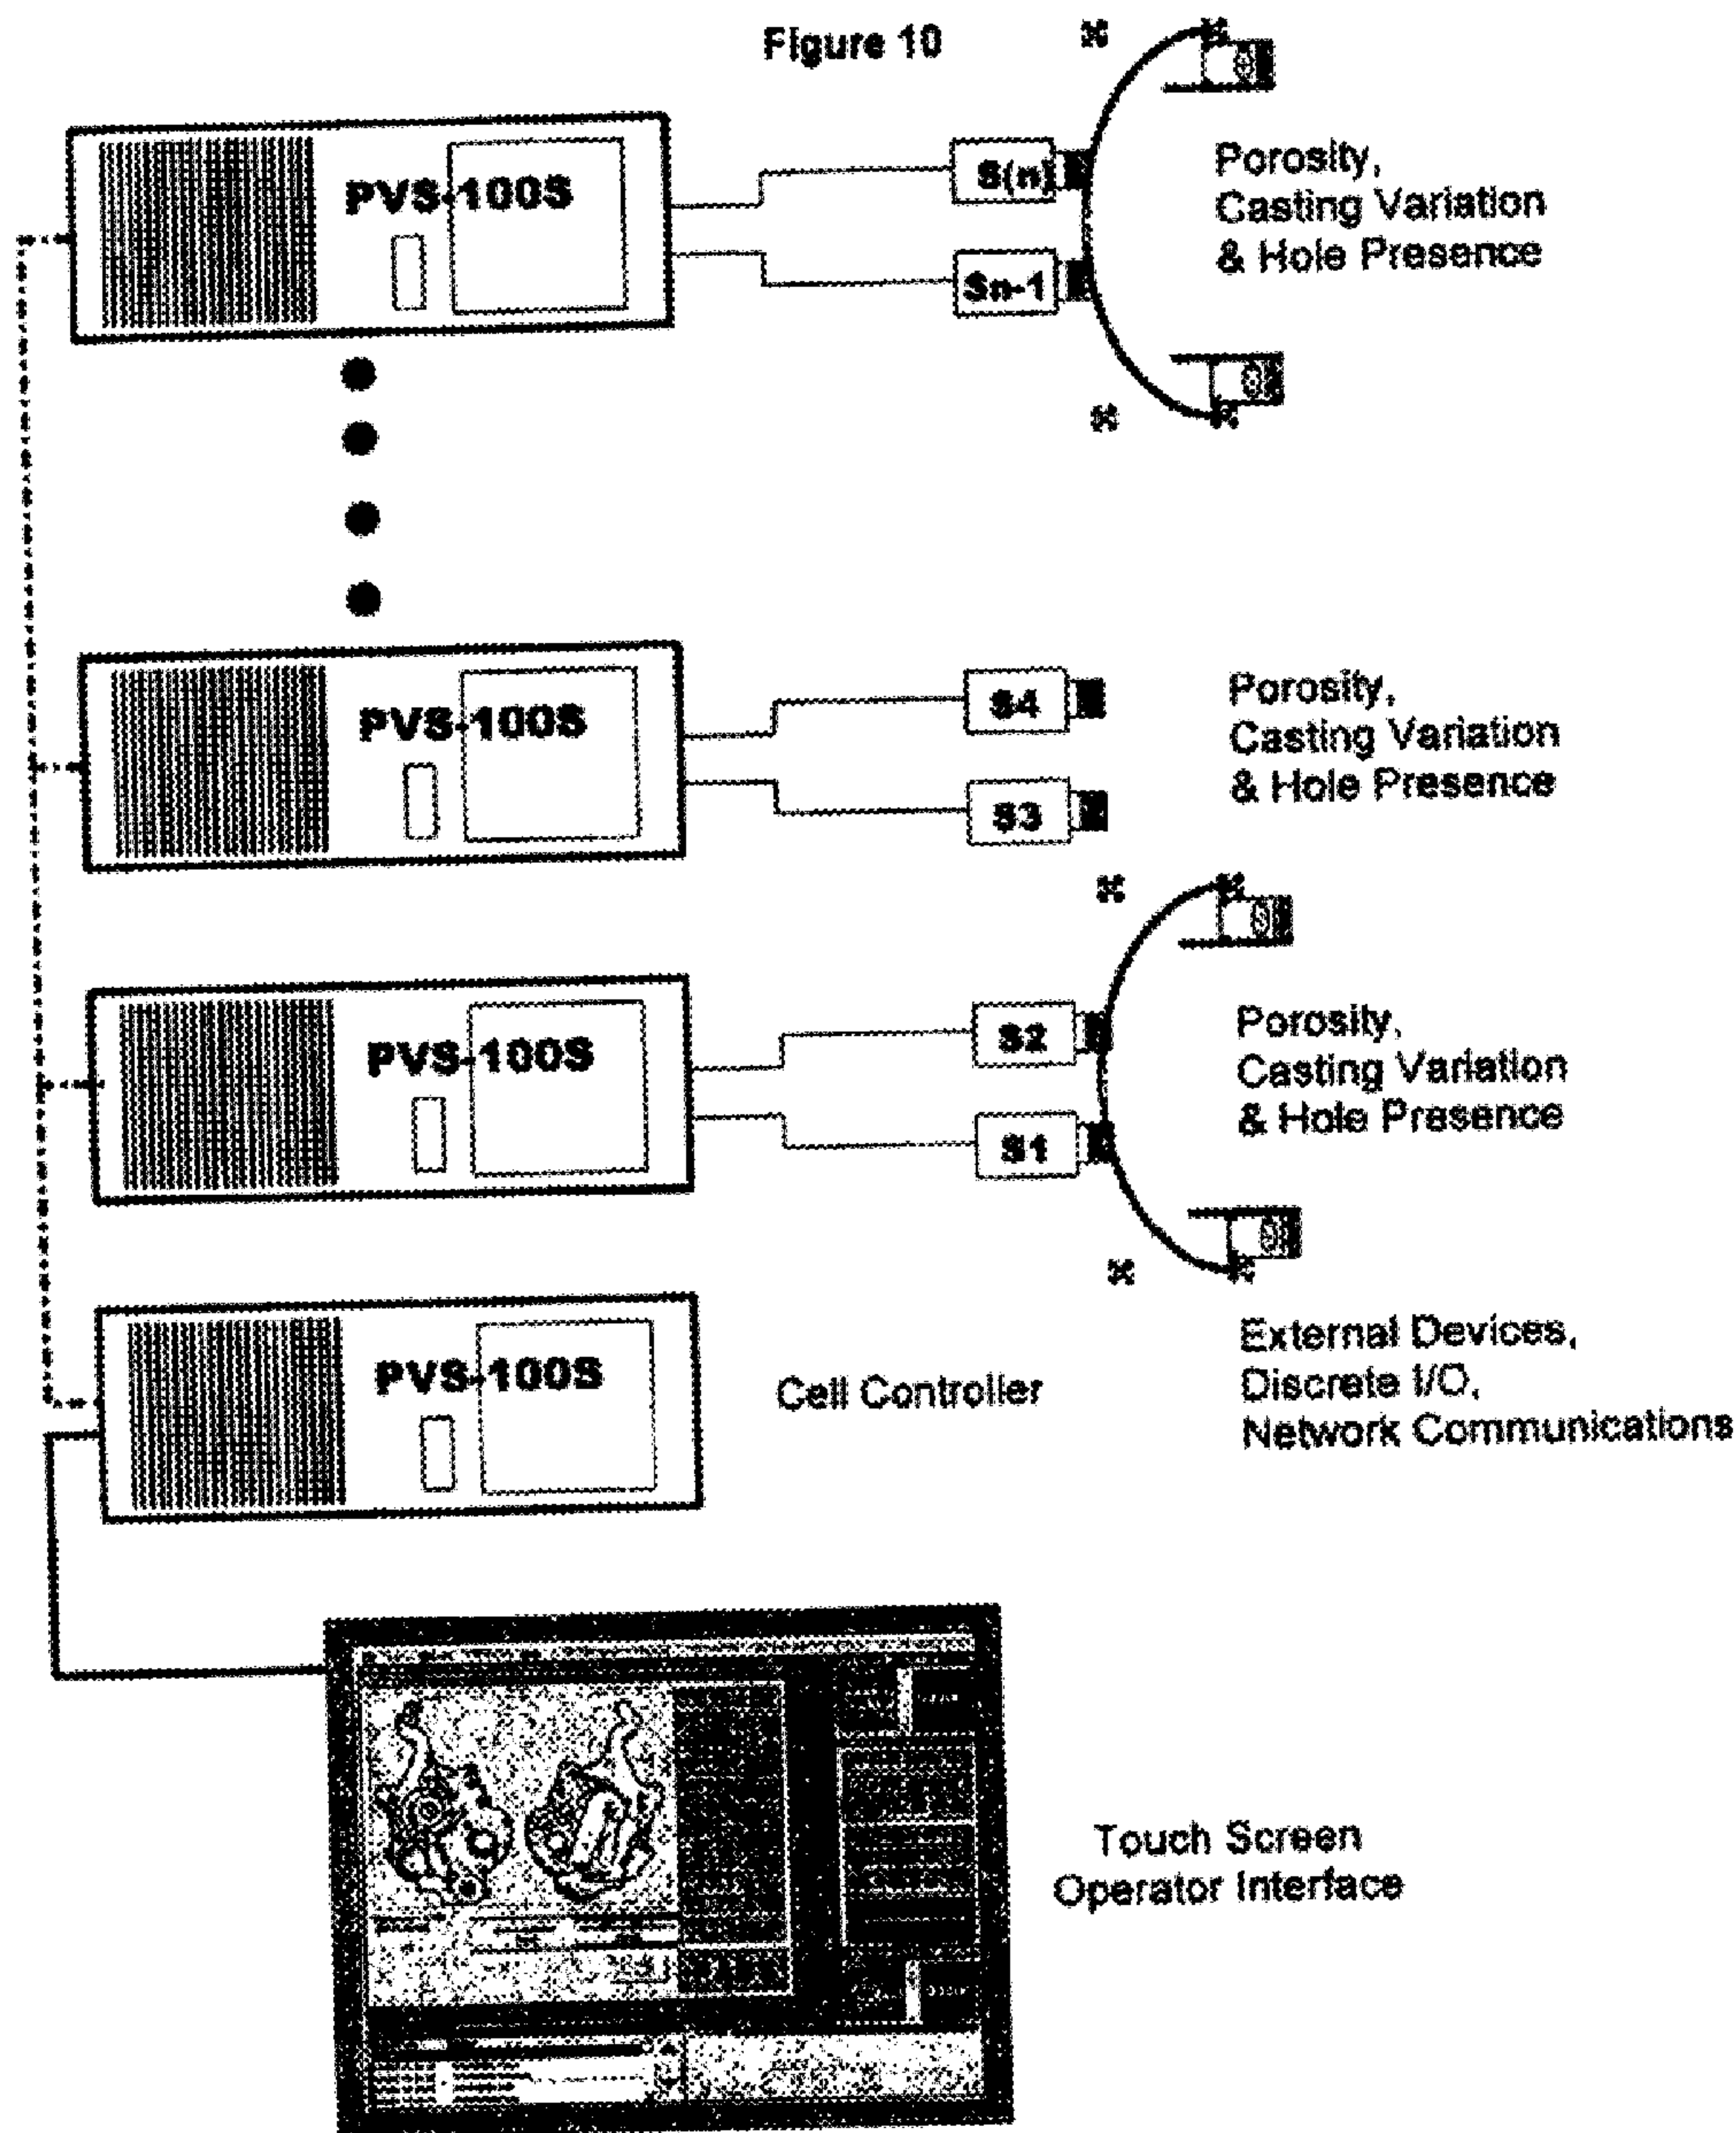 Figure 10
PVS-100S
S(n)
Sn-1
Porosity,
Casting Variation
& Hole Presence
PVS-100S
S4
S3
Porosity,
Casting Variation
& Hole Presence
PVS-100S
S2
S1
Porosity,
Casting Variation
& Hole Presence
PVS-100S
Cell Controller
External Devices,
Discrete I/O,
Network Communications
Touch Screen
Operator Interface